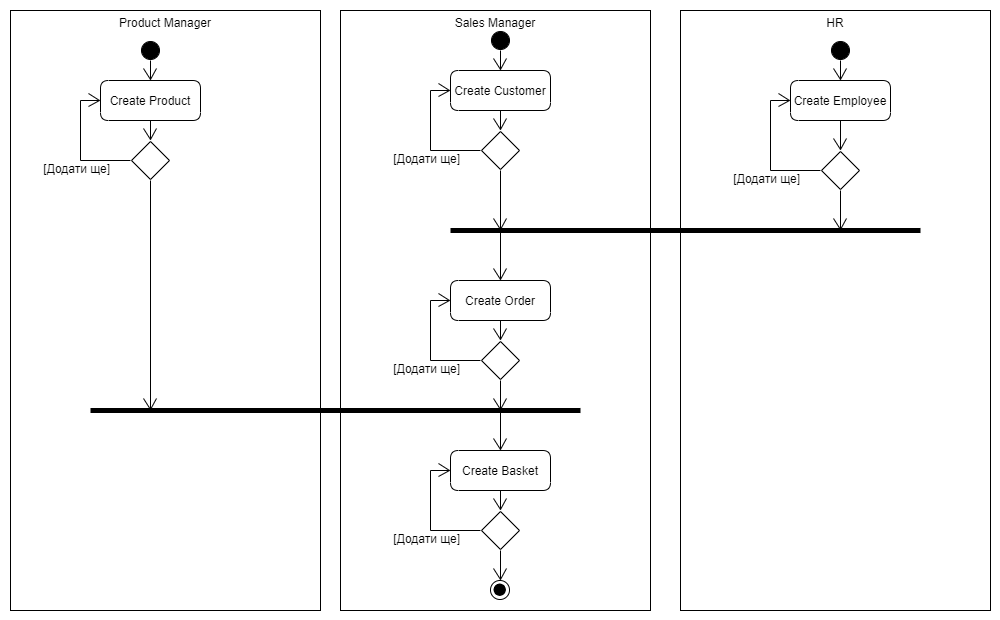 Product Manager
Sales Manager
HR
Create Product
Create Customer
Create Employee
[Додати ще]
[Додати ще]
[Додати ще]
Create Order
[Додати ще]
Create Basket
[Додати ще]